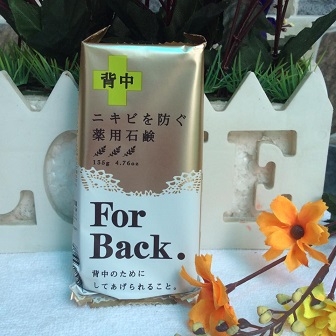 背中
ニキビを防ぐ
薬用石鹸
135g 4.76oz
For
Back.
背中のために
してあげられること。